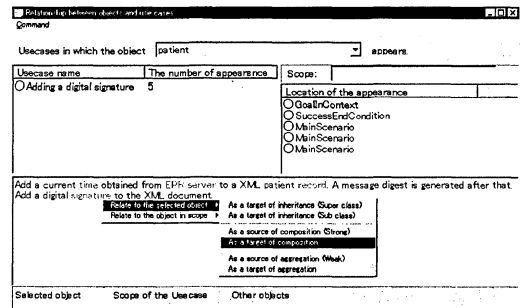 Relationship between objects and use cases
Command
Usecases in which the object patient appears.
Usecase name The number of appearance
Adding a digital signature 5
Scope:
Location of the appearance
GoalInContext
SuccessEndCondition
MainScenario
MainScenario
MainScenario
Add a current time obtained from EPR server to a XML patient record. A message digest is generated after that.
Add a digital signature to the XML document.
Relate to the selected object
Relate to the object in scope
As a target of inheritance (Super class)
As a target of inheritance (Sub class)
As a source of composition (Strong)
As a target of composition
As a source of aggregation (Weak)
As a target of aggregation
Selected object Scope of the Usecase Other objects